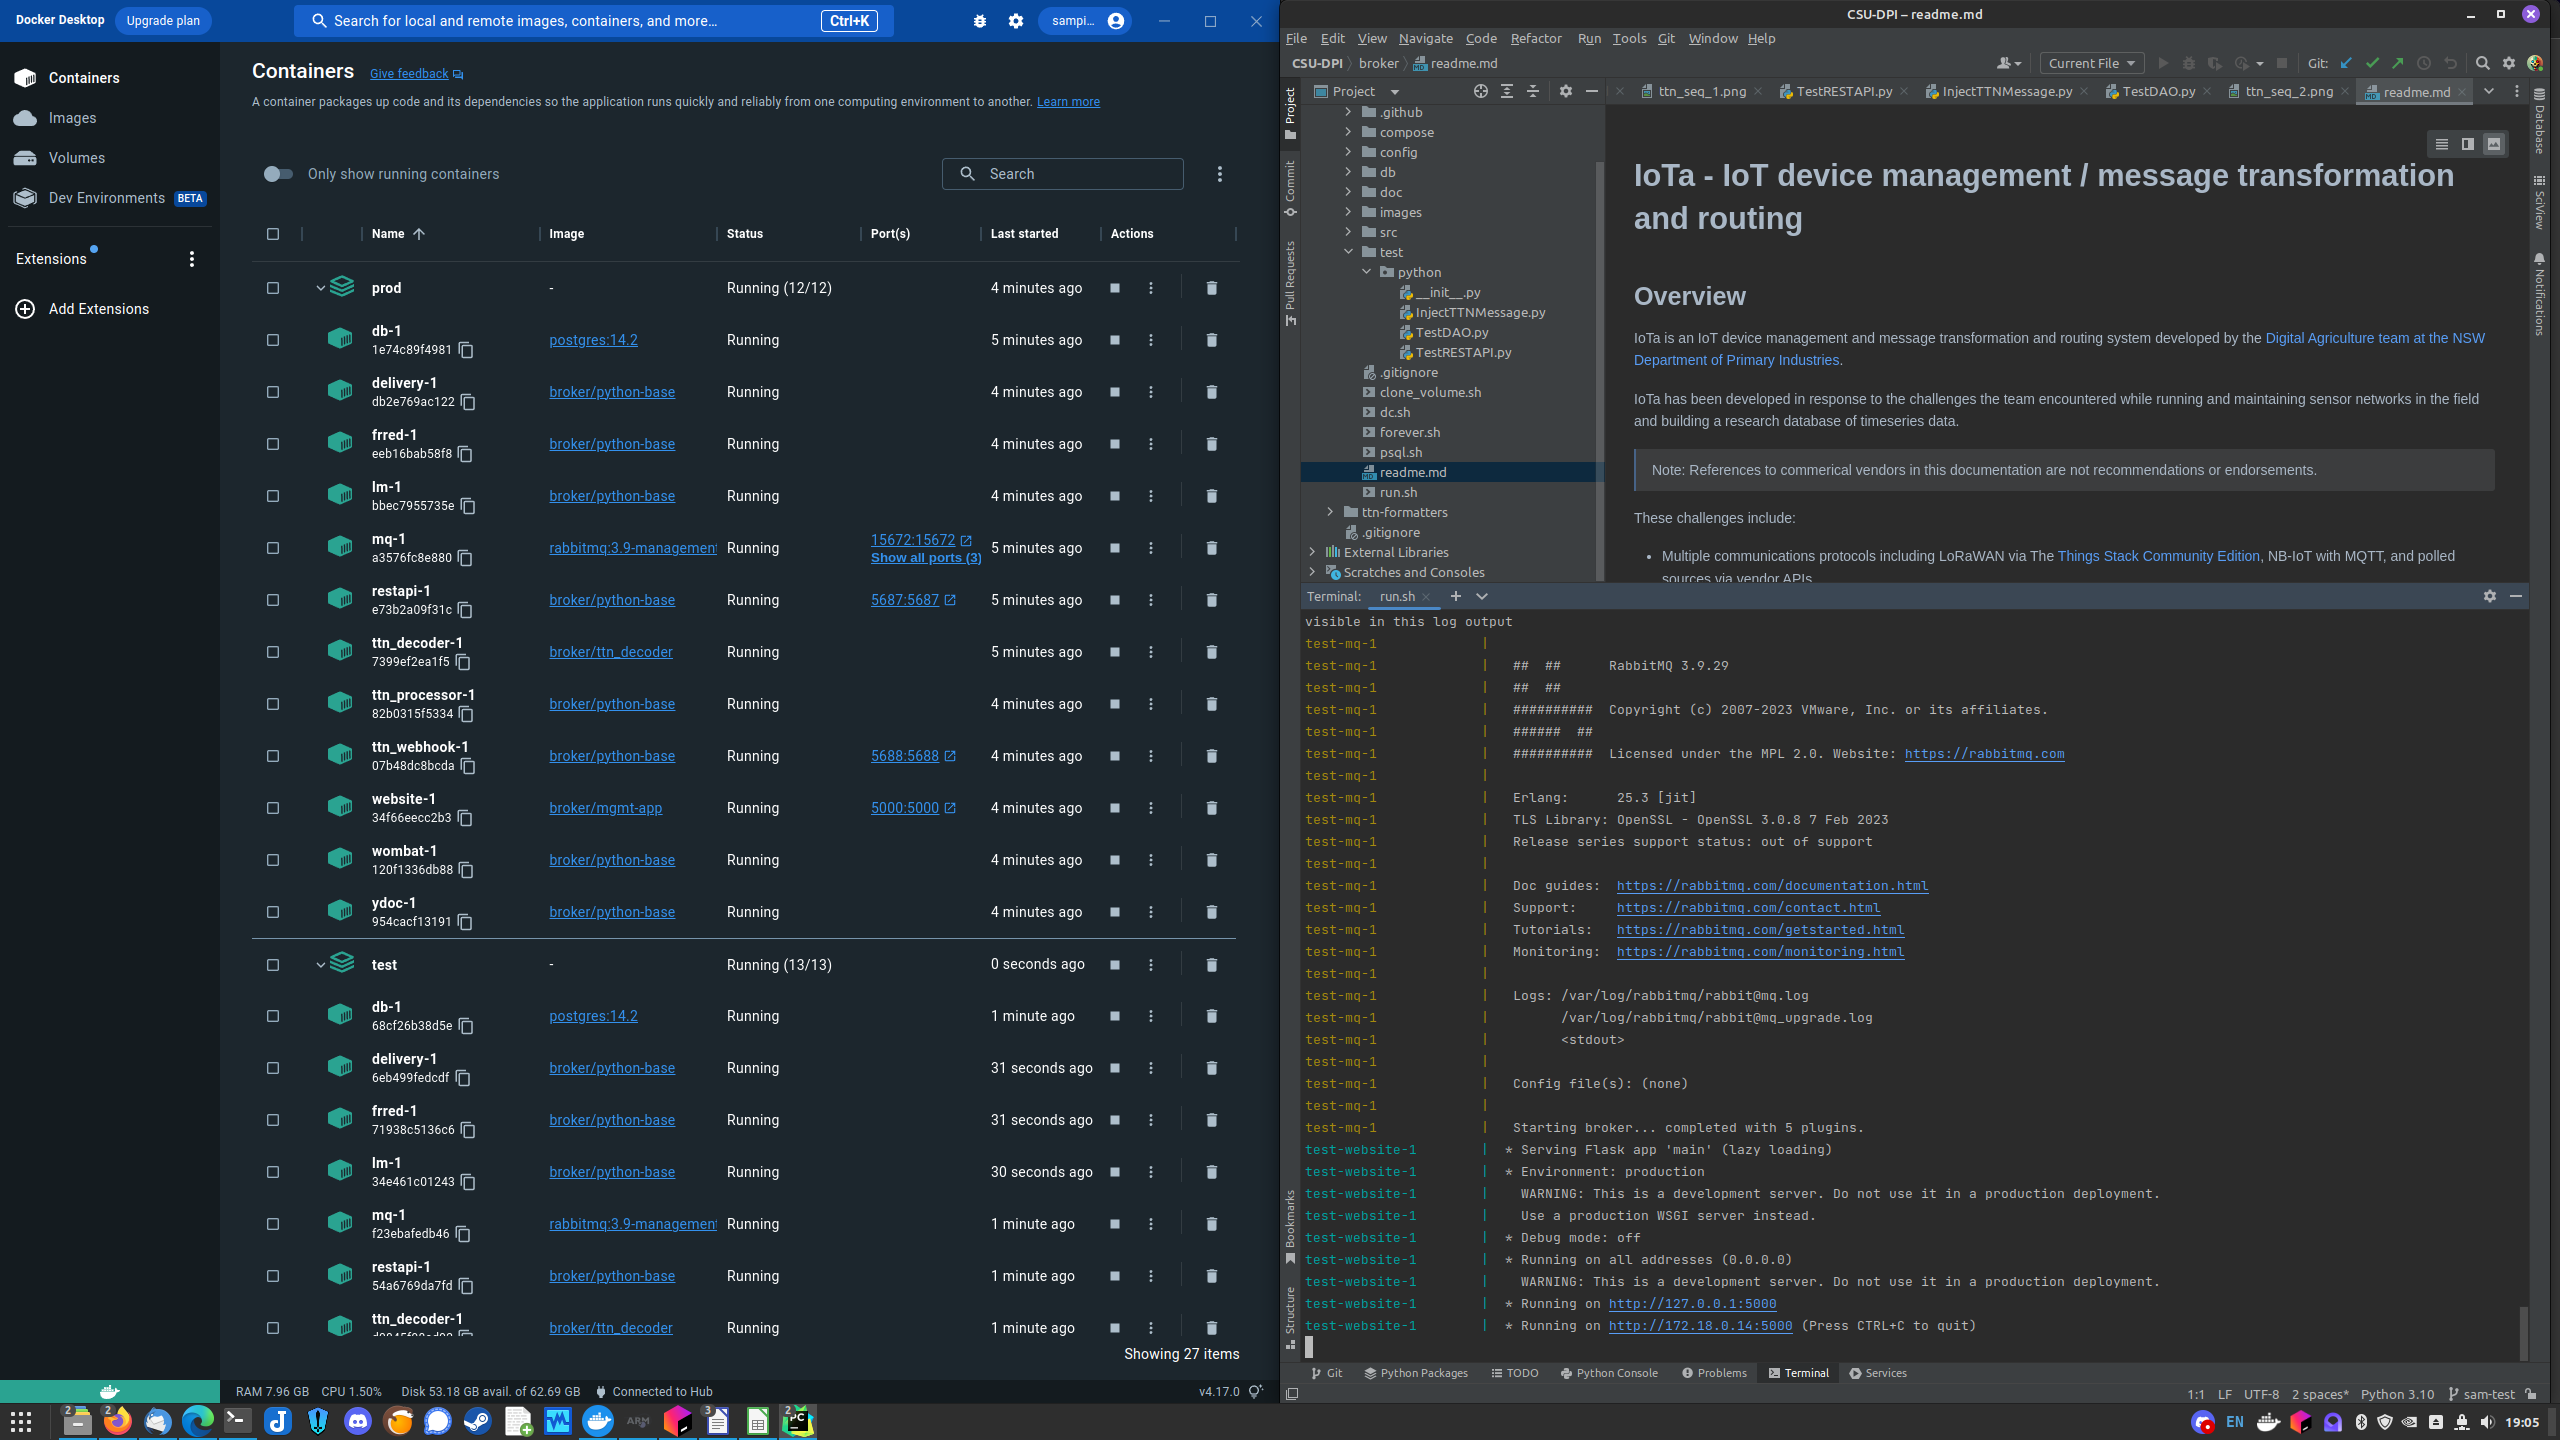 Docker Desktop
Upgrade plan
Search for local and remote images, containers, and more...
Ctrl+K
sampi...
Containers
Images
Volumes
Dev Environments BETA
Extensions
Add Extensions
Containers Give feedback
A container packages up code and its dependencies so the application runs quickly and reliably from one computing environment to another. Learn more
Only show running containers
Search
Name Image Status Port(s) Last started Actions
prod - Running (12/12) 4 minutes ago
db-1
1e74c89f4981
postgres:14.2 Running 5 minutes ago
delivery-1
db2e769ac122
broker/python-base Running 4 minutes ago
frred-1
eeb16bab58f8
broker/python-base Running 4 minutes ago
lm-1
bbec7955735e
broker/python-base Running 4 minutes ago
mq-1
a3576fc8e880
rabbitmq:3.9-management Running 15672:15672 5 minutes ago
Show all ports (3)
restapi-1
e73b2a09f31c
broker/python-base Running 5687:5687 5 minutes ago
ttn_decoder-1
7399ef2ea1f5
broker/ttn_decoder Running 5 minutes ago
ttn_processor-1
82b0315f5334
broker/python-base Running 4 minutes ago
ttn_webhook-1
07b48dc8bcda
broker/python-base Running 5688:5688 4 minutes ago
website-1
34f66eecc2b3
broker/mgmt-app Running 5000:5000 4 minutes ago
wombat-1
120f1336db88
broker/python-base Running 4 minutes ago
ydoc-1
954cacf13191
broker/python-base Running 4 minutes ago
test - Running (13/13) 0 seconds ago
db-1
68cf26b38d5e
postgres:14.2 Running 1 minute ago
delivery-1
6eb499fedcdf
broker/python-base Running 31 seconds ago
frred-1
71938c5136c6
broker/python-base Running 31 seconds ago
lm-1
34e461c01243
broker/python-base Running 30 seconds ago
mq-1
f23ebafedb46
rabbitmq:3.9-management Running 1 minute ago
restapi-1
54a6769da7fd
broker/python-base Running 1 minute ago
ttn_decoder-1
broker/ttn_decoder Running 1 minute ago
Showing 27 items
RAM 7.96 GB CPU 1.50% Disk 53.18 GB avail. of 62.69 GB Connected to Hub v4.17.0
CSU-DPI – readme.md
File Edit View Navigate Code Refactor Run Tools Git Window Help
CSU-DPI broker readme.md
Current File Git:
Project
ttn_seq_1.png TestRESTAPI.py InjectTTNMessage.py TestDAO.py ttn_seq_2.png readme.md
Project
Commit
Pull Requests
Bookmarks
Structure
Database
SciView
Notifications
.github
compose
config
db
doc
images
src
test
python
__init__.py
InjectTTNMessage.py
TestDAO.py
TestRESTAPI.py
.gitignore
clone_volume.sh
dc.sh
forever.sh
psql.sh
readme.md
run.sh
ttn-formatters
.gitignore
External Libraries
Scratches and Consoles
IoTa - IoT device management / message transformation
and routing
Overview
IoTa is an IoT device management and message transformation and routing system developed by the Digital Agriculture team at the NSW
Department of Primary Industries.
IoTa has been developed in response to the challenges the team encountered while running and maintaining sensor networks in the field
and building a research database of timeseries data.
Note: References to commerical vendors in this documentation are not recommendations or endorsements.
These challenges include:
• Multiple communications protocols including LoRaWAN via The Things Stack Community Edition, NB-IoT with MQTT, and polled
sources via vendor APIs
Terminal: run.sh
visible in this log output
test-mq-1 |
test-mq-1 | ## ## RabbitMQ 3.9.29
test-mq-1 | ## ##
test-mq-1 | ########## Copyright (c) 2007-2023 VMware, Inc. or its affiliates.
test-mq-1 | ###### ##
test-mq-1 | ########## Licensed under the MPL 2.0. Website: https://rabbitmq.com
test-mq-1 |
test-mq-1 | Erlang: 25.3 [jit]
test-mq-1 | TLS Library: OpenSSL - OpenSSL 3.0.8 7 Feb 2023
test-mq-1 | Release series support status: out of support
test-mq-1 |
test-mq-1 | Doc guides: https://rabbitmq.com/documentation.html
test-mq-1 | Support: https://rabbitmq.com/contact.html
test-mq-1 | Tutorials: https://rabbitmq.com/getstarted.html
test-mq-1 | Monitoring: https://rabbitmq.com/monitoring.html
test-mq-1 |
test-mq-1 | Logs: /var/log/rabbitmq/rabbit@mq.log
test-mq-1 | /var/log/rabbitmq/rabbit@mq_upgrade.log
test-mq-1 | <stdout>
test-mq-1 |
test-mq-1 | Config file(s): (none)
test-mq-1 |
test-mq-1 | Starting broker... completed with 5 plugins.
test-website-1 | * Serving Flask app 'main' (lazy loading)
test-website-1 | * Environment: production
test-website-1 | WARNING: This is a development server. Do not use it in a production deployment.
test-website-1 | Use a production WSGI server instead.
test-website-1 | * Debug mode: off
test-website-1 | * Running on all addresses (0.0.0.0)
test-website-1 | WARNING: This is a development server. Do not use it in a production deployment.
test-website-1 | * Running on http://127.0.0.1:5000
test-website-1 | * Running on http://172.18.0.14:5000 (Press CTRL+C to quit)
Git Python Packages TODO Python Console Problems Terminal Services
1:1 LF UTF-8 2 spaces* Python 3.10 sam-test
2 2 3 2 ARM PC
EN 19:05